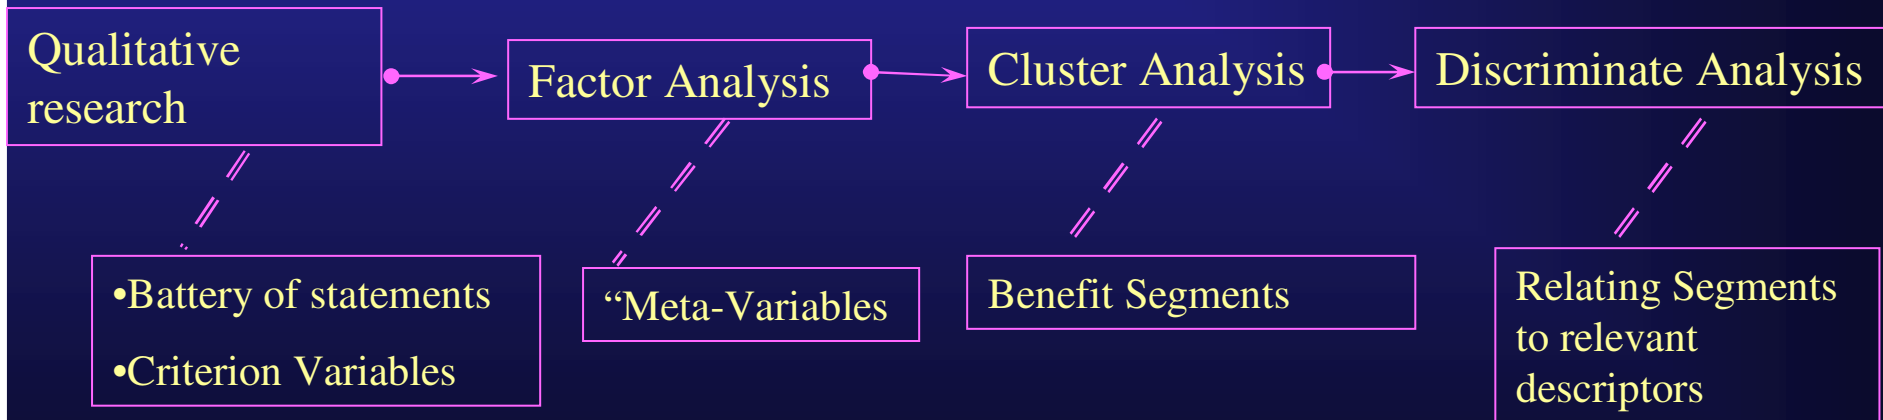 Qualitative
research
Factor Analysis
Cluster Analysis
Discriminate Analysis
•Battery of statements
•Criterion Variables
“Meta-Variables
Benefit Segments
Relating Segments
to relevant
descriptors